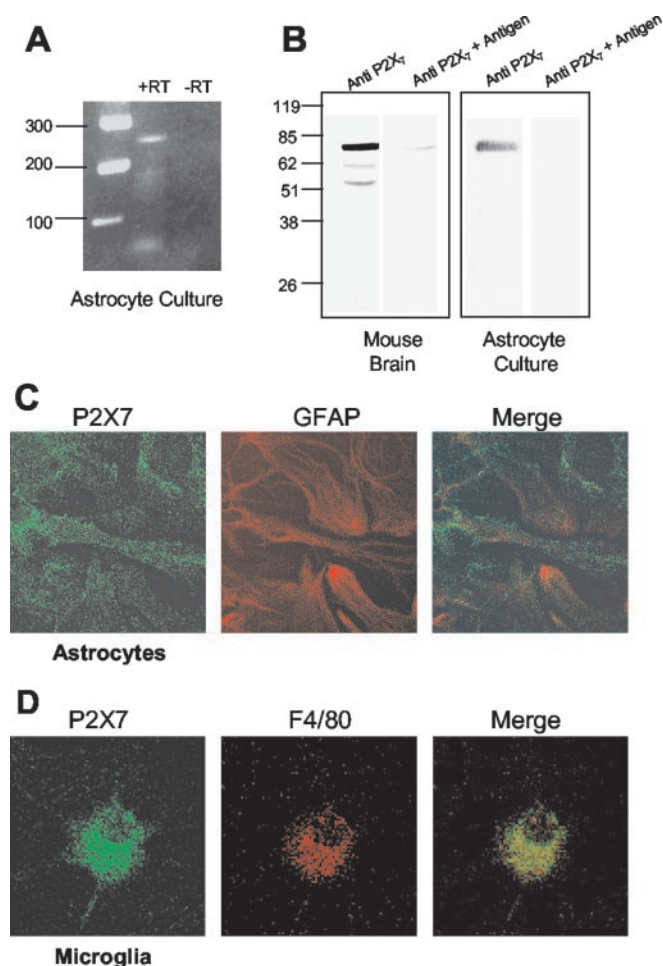 A
+RT -RT
300
200
100
Astrocyte Culture
B
Anti P2X₇
Anti P2X₇ + Antigen
Anti P2X₇
Anti P2X₇ + Antigen
119
85
62
51
38
26
Mouse
Brain
Astrocyte
Culture
C
P2X7 GFAP Merge
Astrocytes
D
P2X7 F4/80 Merge
Microglia